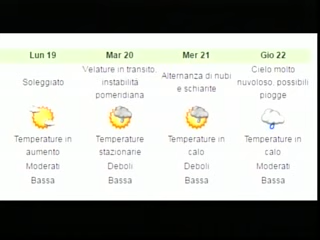 Lun 19 Mar 20 Mer 21 Gio 22
Soleggiato
Velature in transito,
instabilità
pomeridiana
Alternanza di nubi
e schiarite
Cielo molto
nuvoloso, possibili
piogge
Temperature in
aumento
Temperature
stazionarie
Temperature in
calo
Temperature in
calo
Moderati Deboli Deboli Moderati
Bassa Bassa Bassa Bassa